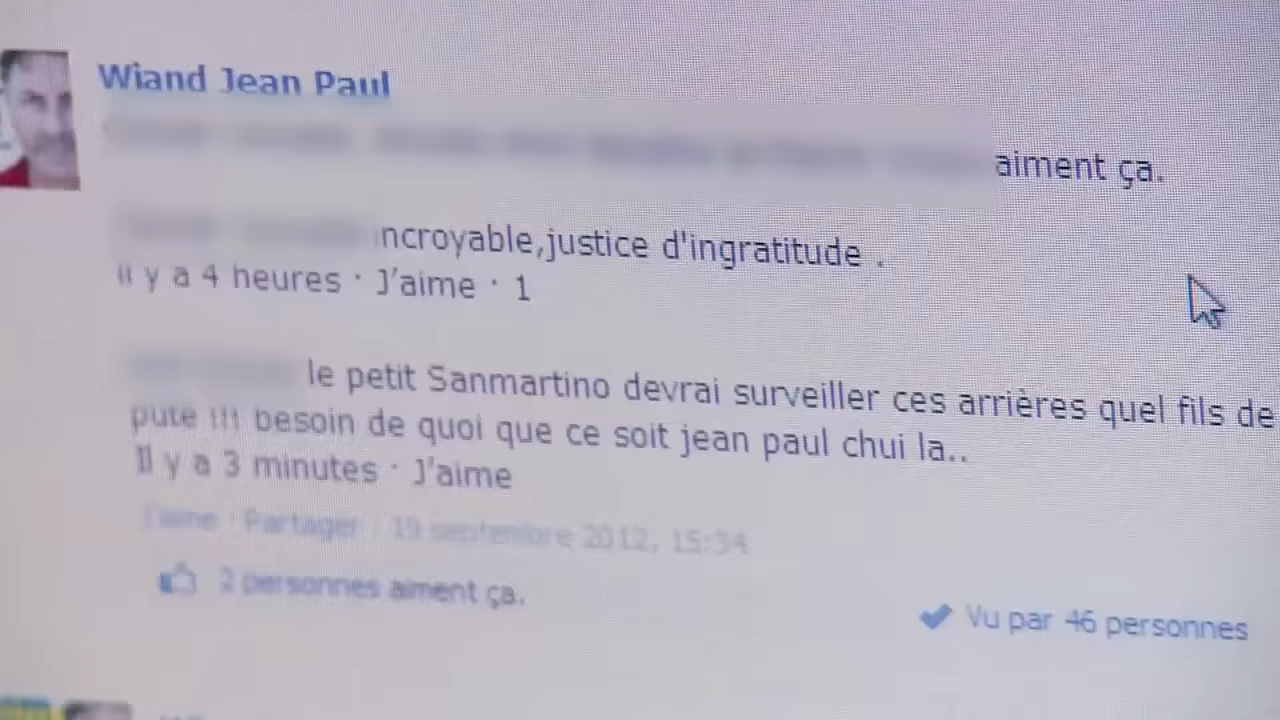 Wiand Jean Paul
aiment ça.
incroyable,justice d'ingratitude .
il y a 4 heures · J'aime · 1
le petit Sanmartino devrai surveiller ces arrières quel fils de
pute !!! besoin de quoi que ce soit jean paul chui la..
Il y a 3 minutes · J'aime
J'aime · Partager · 19 septembre 2012, 15:34
2 personnes aiment ça.
Vu par 46 personnes